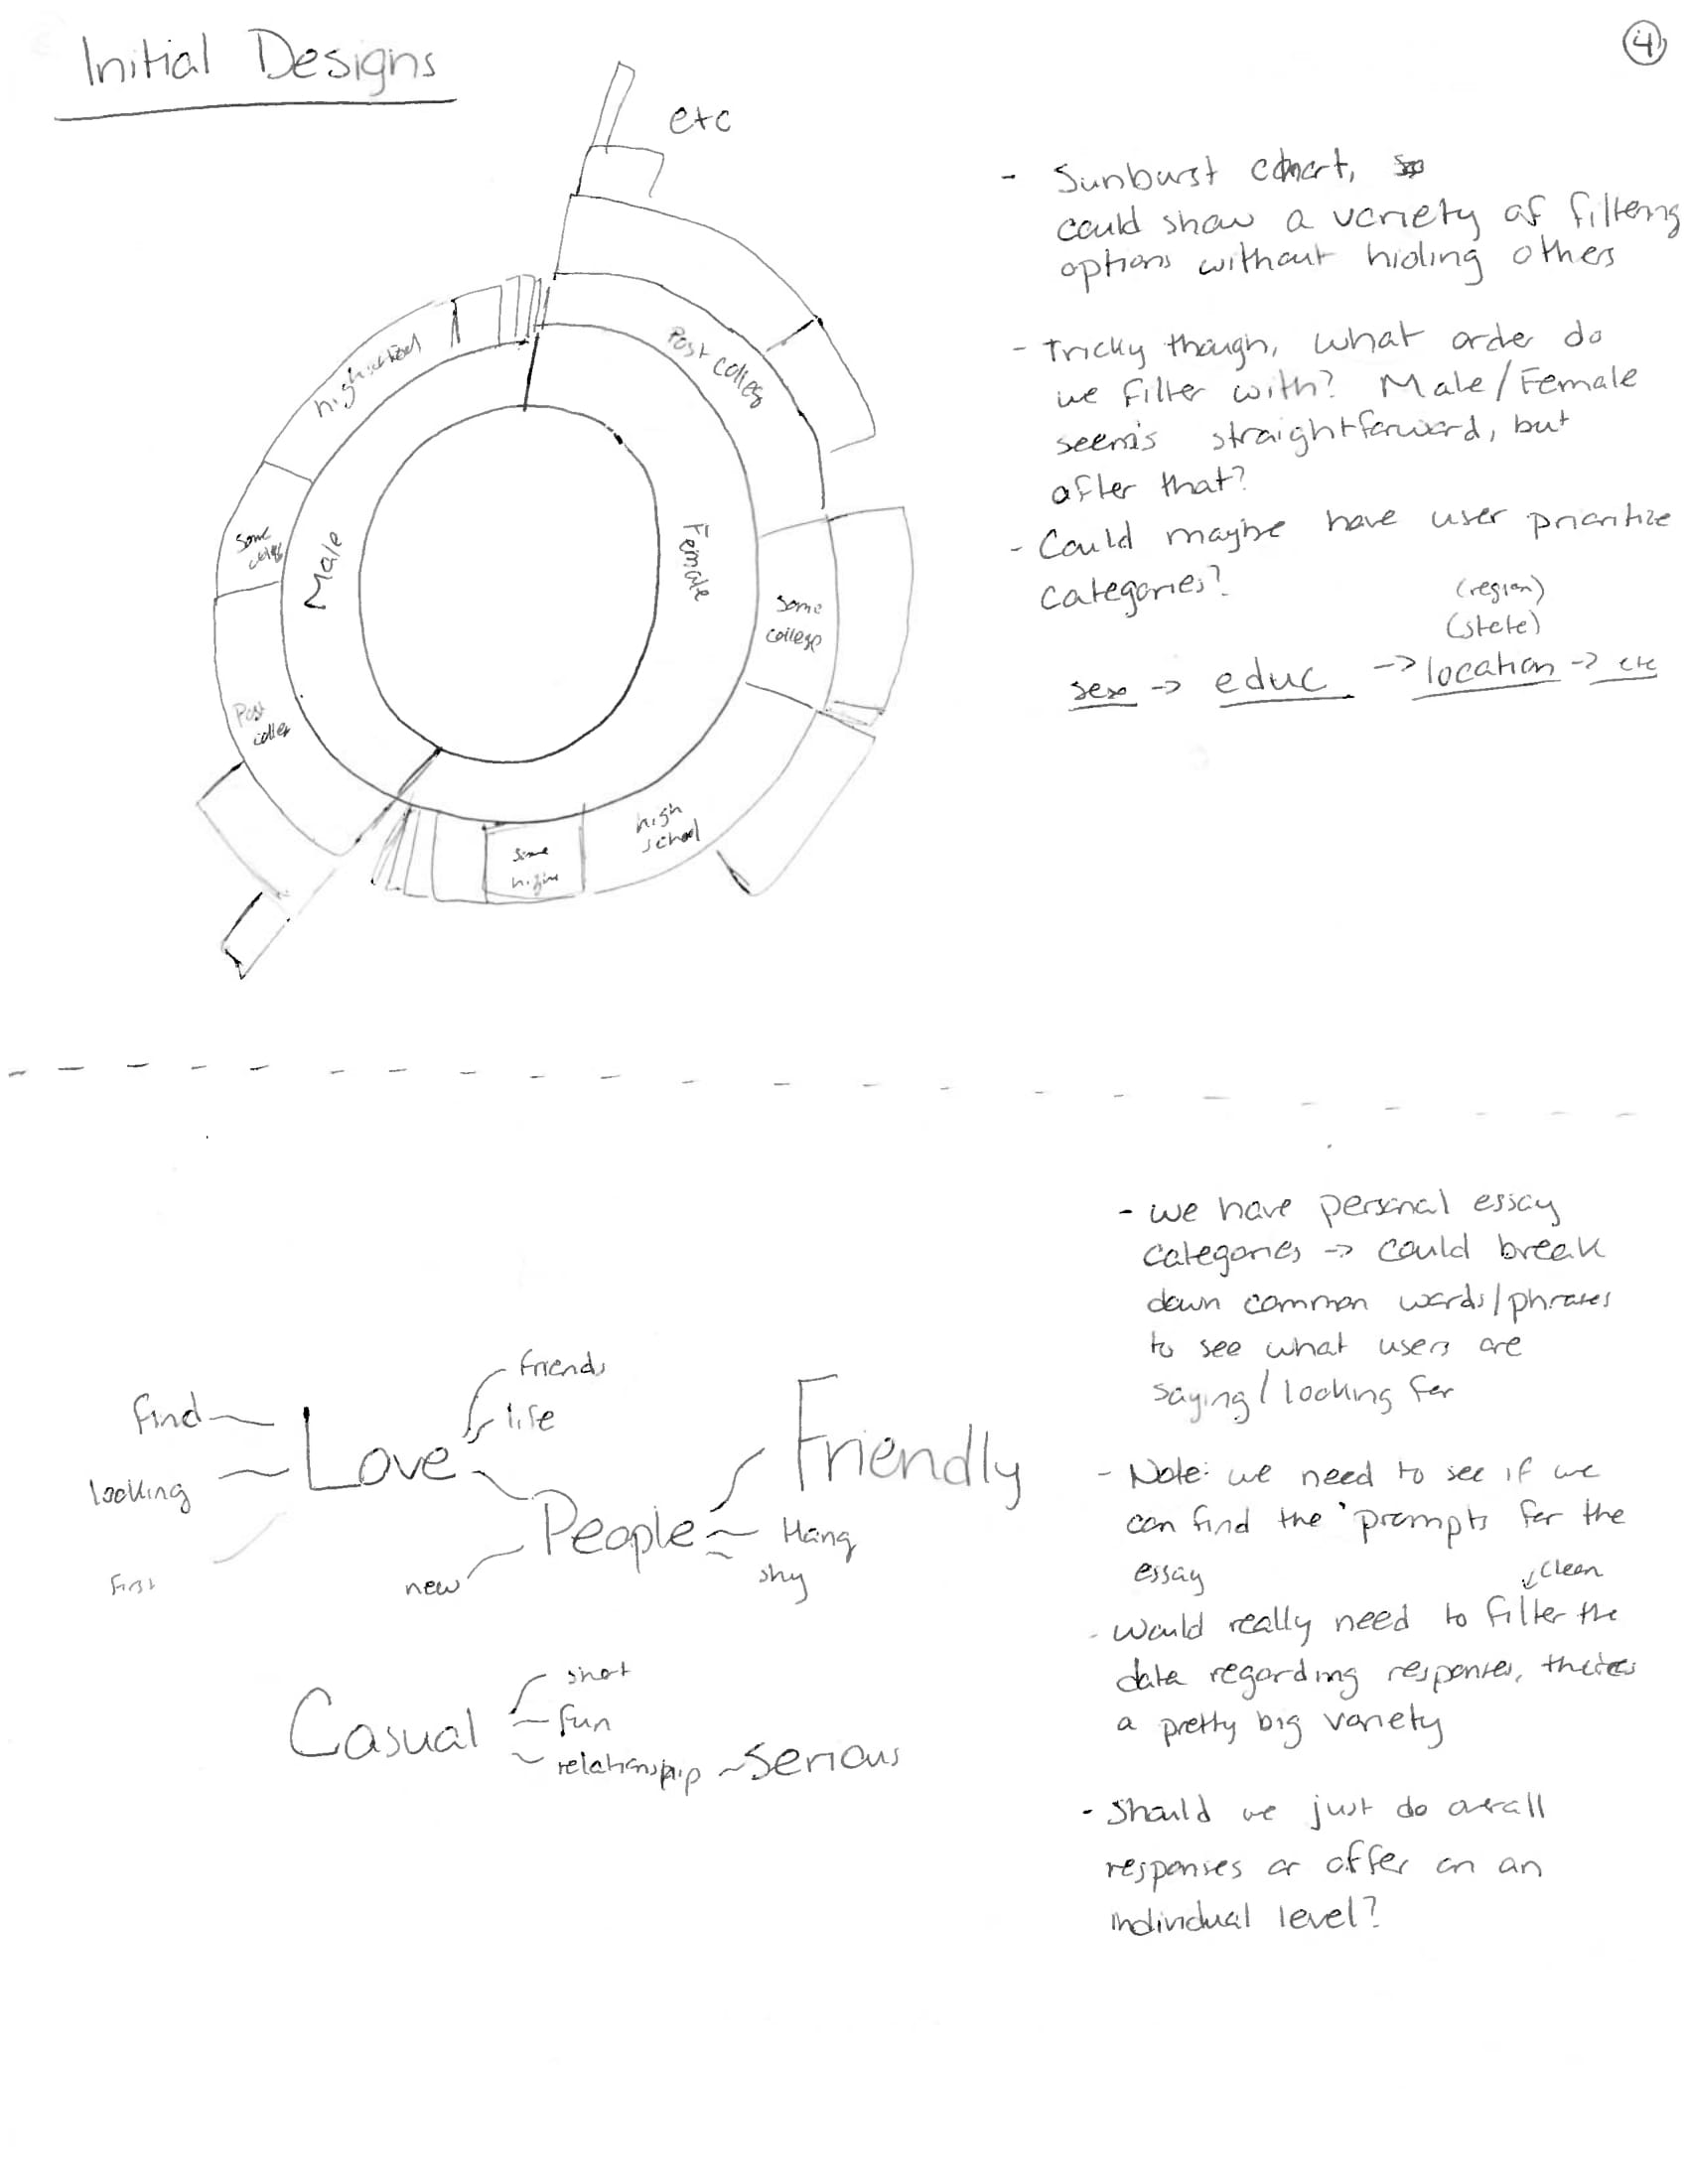 Initial Designs
4
etc
- Sunburst chart,
could show a variety of filtering
options without hiding others
- Tricky though, what order do
we filter with? Male/Female
seems straightforward, but
after that?
- Could maybe have user prioritize
categories?
(region)
(state)
sex -> educ -> location -> etc
high school
Post college
Some
college
Male
Female
Some
college
Post
college
high
school
Some
- we have personal essay
categories -> could break
down common words/phrases
to see what users are
saying/looking for
- Note: we need to see if we
can find the prompts for the
essay
clean
- Would really need to filter the
data regarding responses, theres
a pretty big variety
- Should we just do overall
responses or offer on an
individual level?
friends
find
Love
life
Friendly
looking
People
Hang
first
new
shy
Casual
short
fun
relationship
Serious